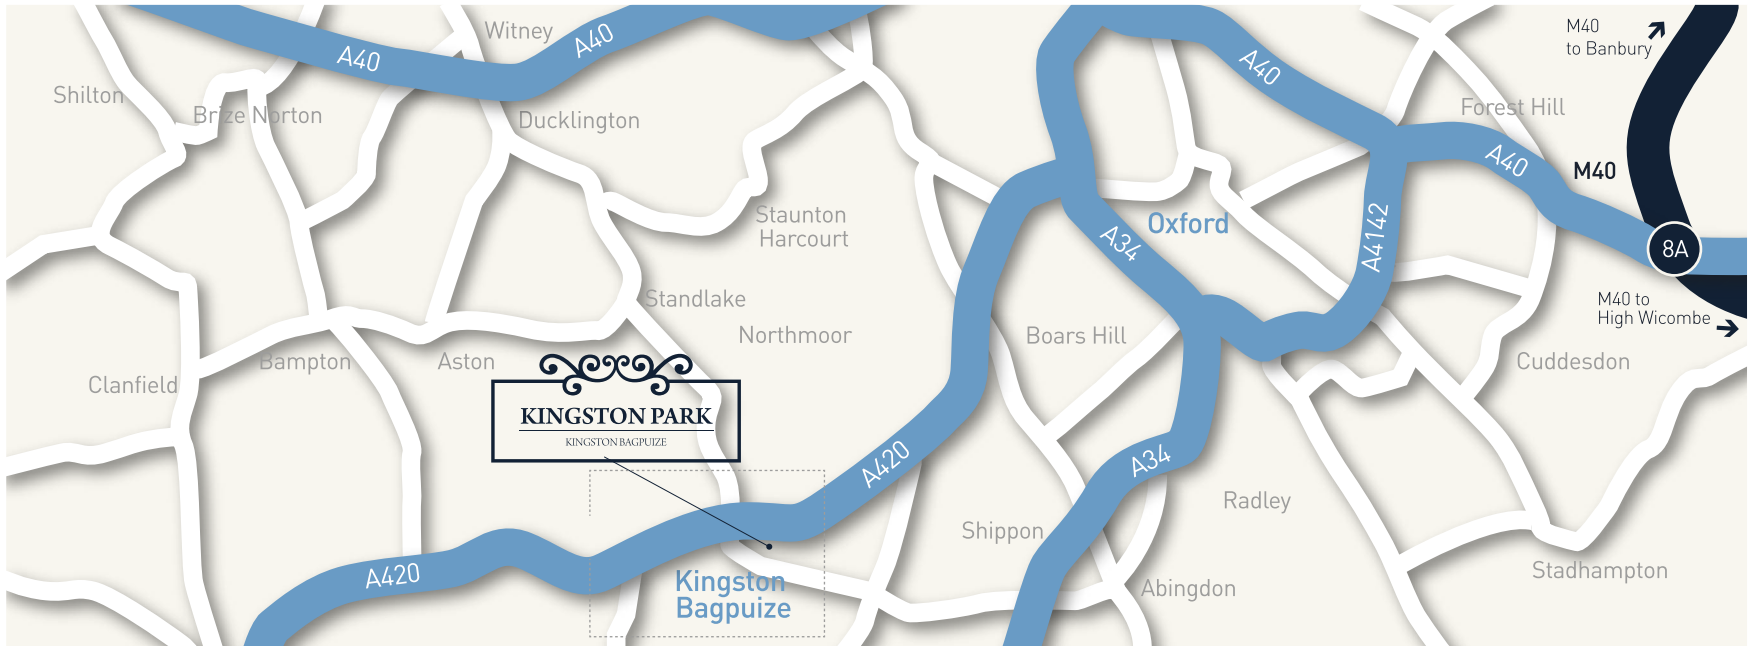 Witney
A40
A40
A40
M40
to Banbury
Shilton
Brize Norton
Ducklington
Forest Hill
A40
M40
Staunton
Harcourt
Oxford
A34
A4142
8A
Standlake
Northmoor
Boars Hill
M40 to
High Wicombe
Bampton
Aston
Clanfield
Cuddesdon
KINGSTON PARK
KINGSTON BAGPUIZE
A420
A34
Radley
Shippon
A420
Kingston
Bagpuize
Abingdon
Stadhampton